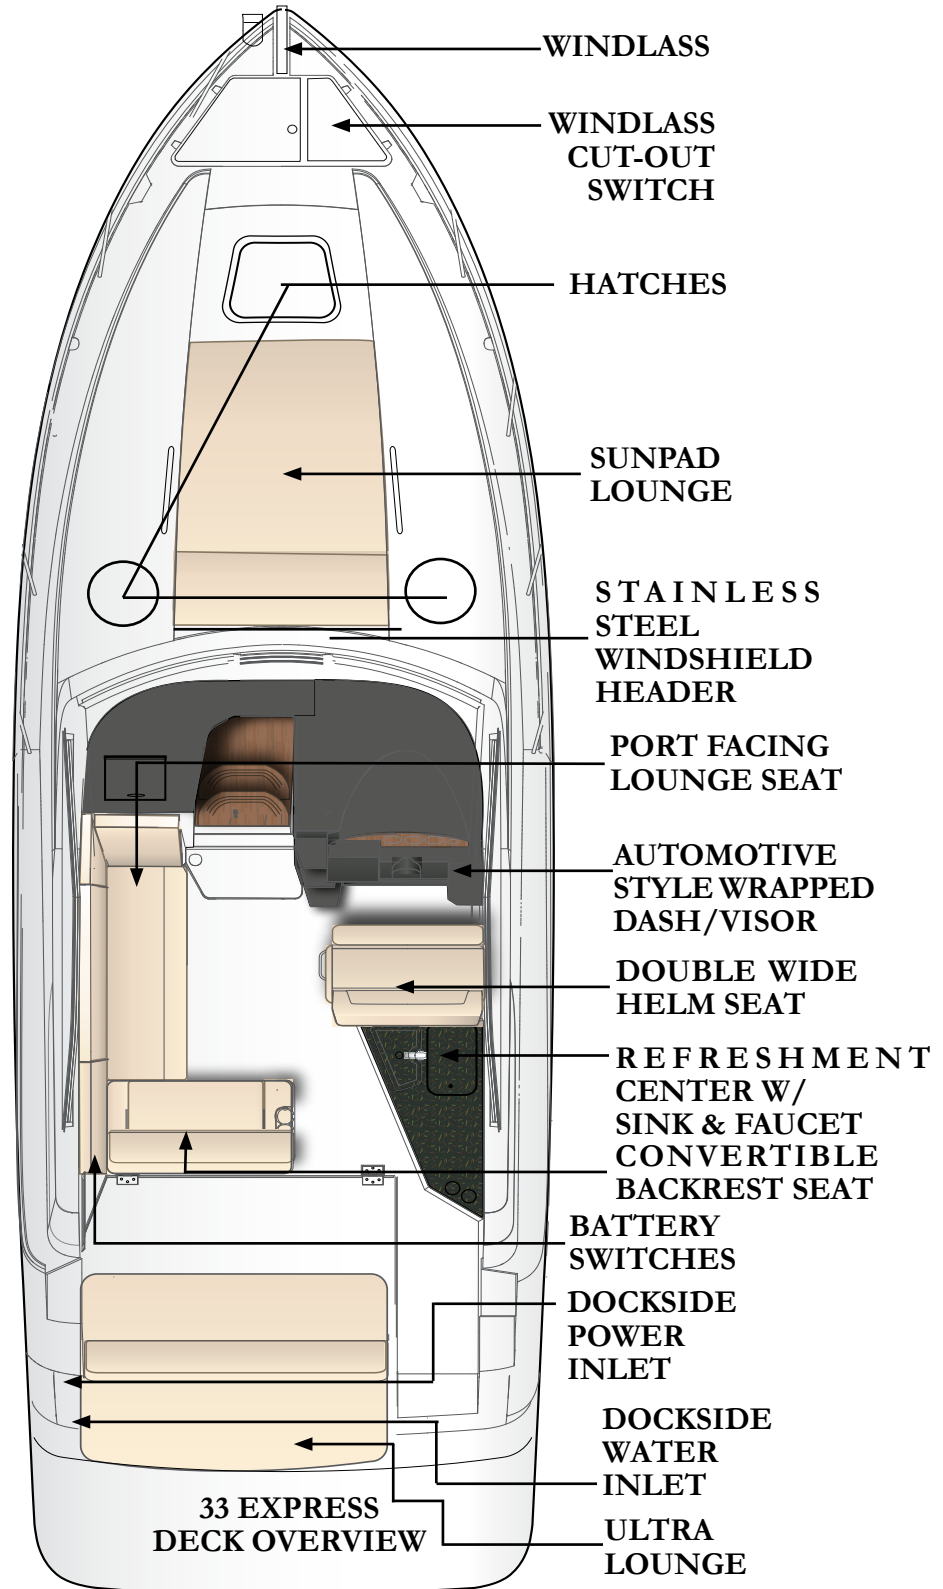 WINDLASS
WINDLASS
CUT-OUT
SWITCH
HATCHES
SUNPAD
LOUNGE
STAINLESS
STEEL
WINDSHIELD
HEADER
PORT FACING
LOUNGE SEAT
AUTOMOTIVE
STYLE WRAPPED
DASH/VISOR
DOUBLE WIDE
HELM SEAT
REFRESHMENT
CENTER W/
SINK & FAUCET
CONVERTIBLE
BACKREST SEAT
BATTERY
SWITCHES
DOCKSIDE
POWER
INLET
DOCKSIDE
WATER
INLET
33 EXPRESS
DECK OVERVIEW
ULTRA
LOUNGE